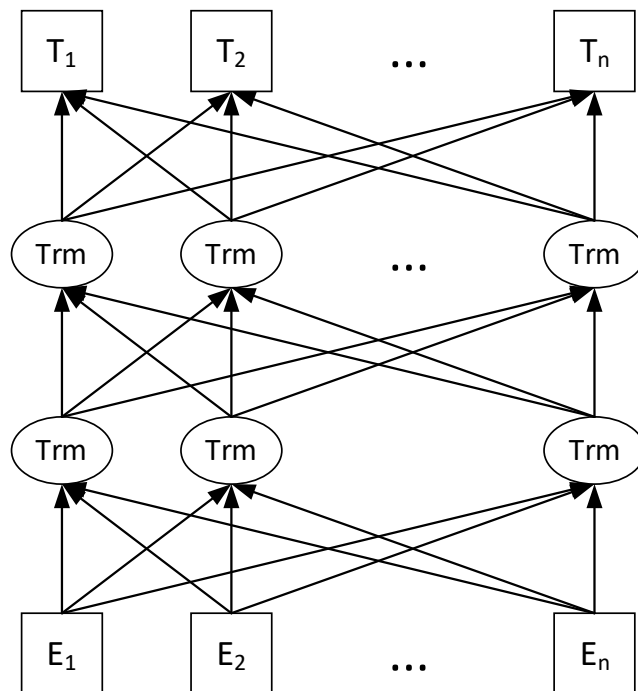 T₁ T₂ ... Tₙ
Trm Trm ... Trm
Trm Trm Trm
E₁ E₂ ... Eₙ